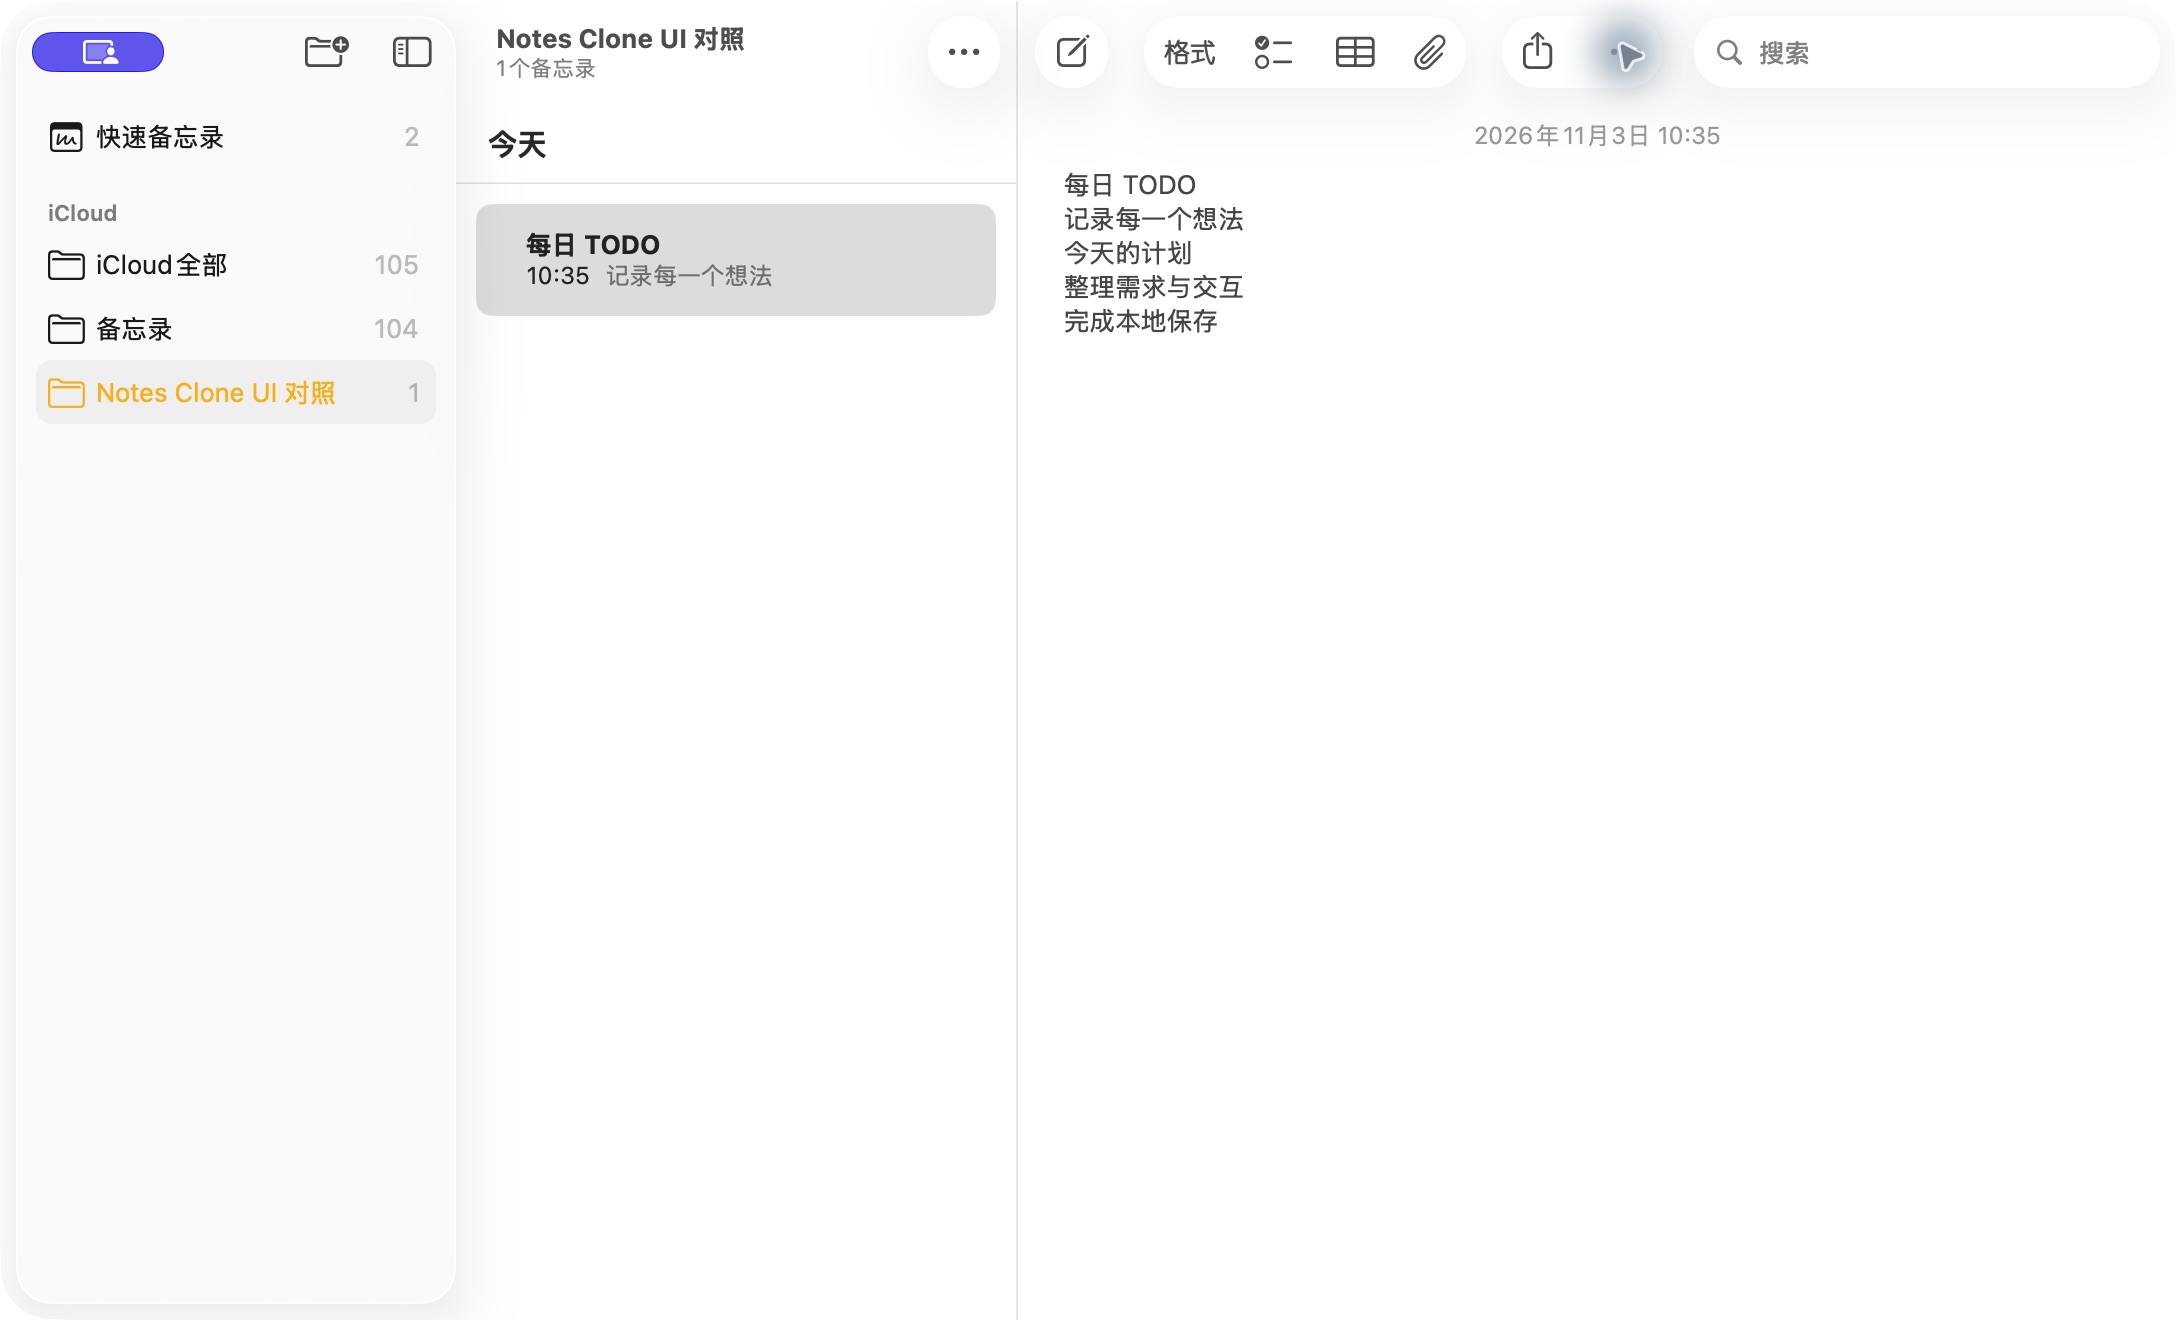 快速备忘录 2
iCloud
iCloud全部 105
备忘录 104
Notes Clone UI 对照 1
Notes Clone UI 对照
1个备忘录
今天
每日 TODO
10:35 记录每一个想法
格式
搜索
2026年11月3日 10:35
每日 TODO
记录每一个想法
今天的计划
整理需求与交互
完成本地保存